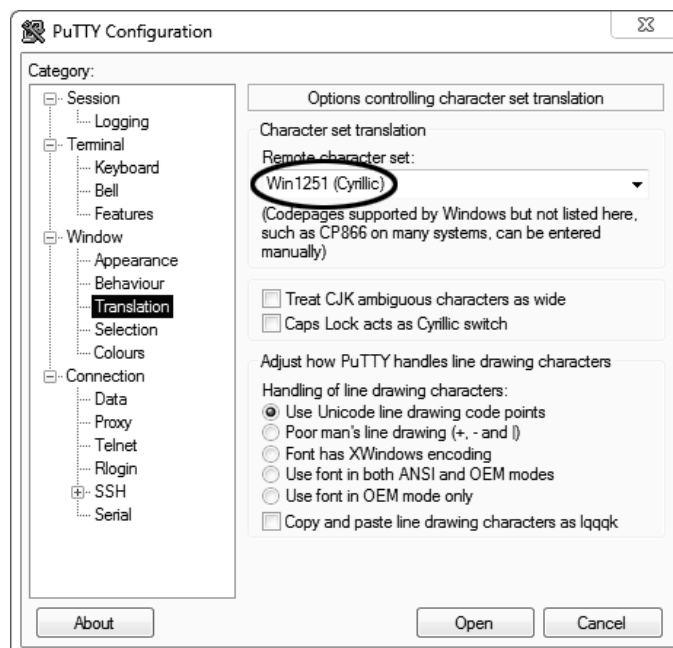 PuTTY Configuration
Category:
Session
Logging
Terminal
Keyboard
Bell
Features
Window
Appearance
Behaviour
Translation
Selection
Colours
Connection
Data
Proxy
Telnet
Rlogin
SSH
Serial
Options controlling character set translation
Character set translation
Remote character set:
Win1251 (Cyrillic)
(Codepages supported by Windows but not listed here,
such as CP866 on many systems, can be entered
manually)
Treat CJK ambiguous characters as wide
Caps Lock acts as Cyrillic switch
Adjust how PuTTY handles line drawing characters
Handling of line drawing characters:
Use Unicode line drawing code points
Poor man's line drawing (+, - and |)
Font has XWindows encoding
Use font in both ANSI and OEM modes
Use font in OEM mode only
Copy and paste line drawing characters as lqqqk
About
Open
Cancel